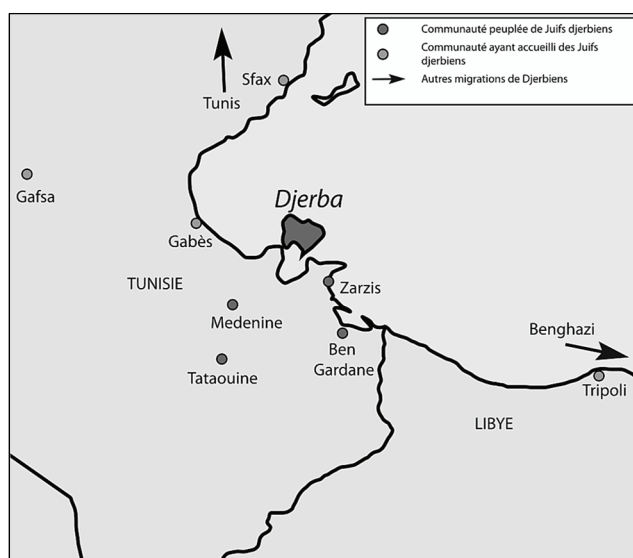 Communauté peuplée de Juifs djerbiens
Communauté ayant accueilli des Juifs
djerbiens
Autres migrations de Djerbiens
Sfax
Tunis
Gafsa
Djerba
Gabès
TUNISIE
Zarzis
Medenine
Benghazi
Ben
Gardane
Tataouine
Tripoli
LIBYE